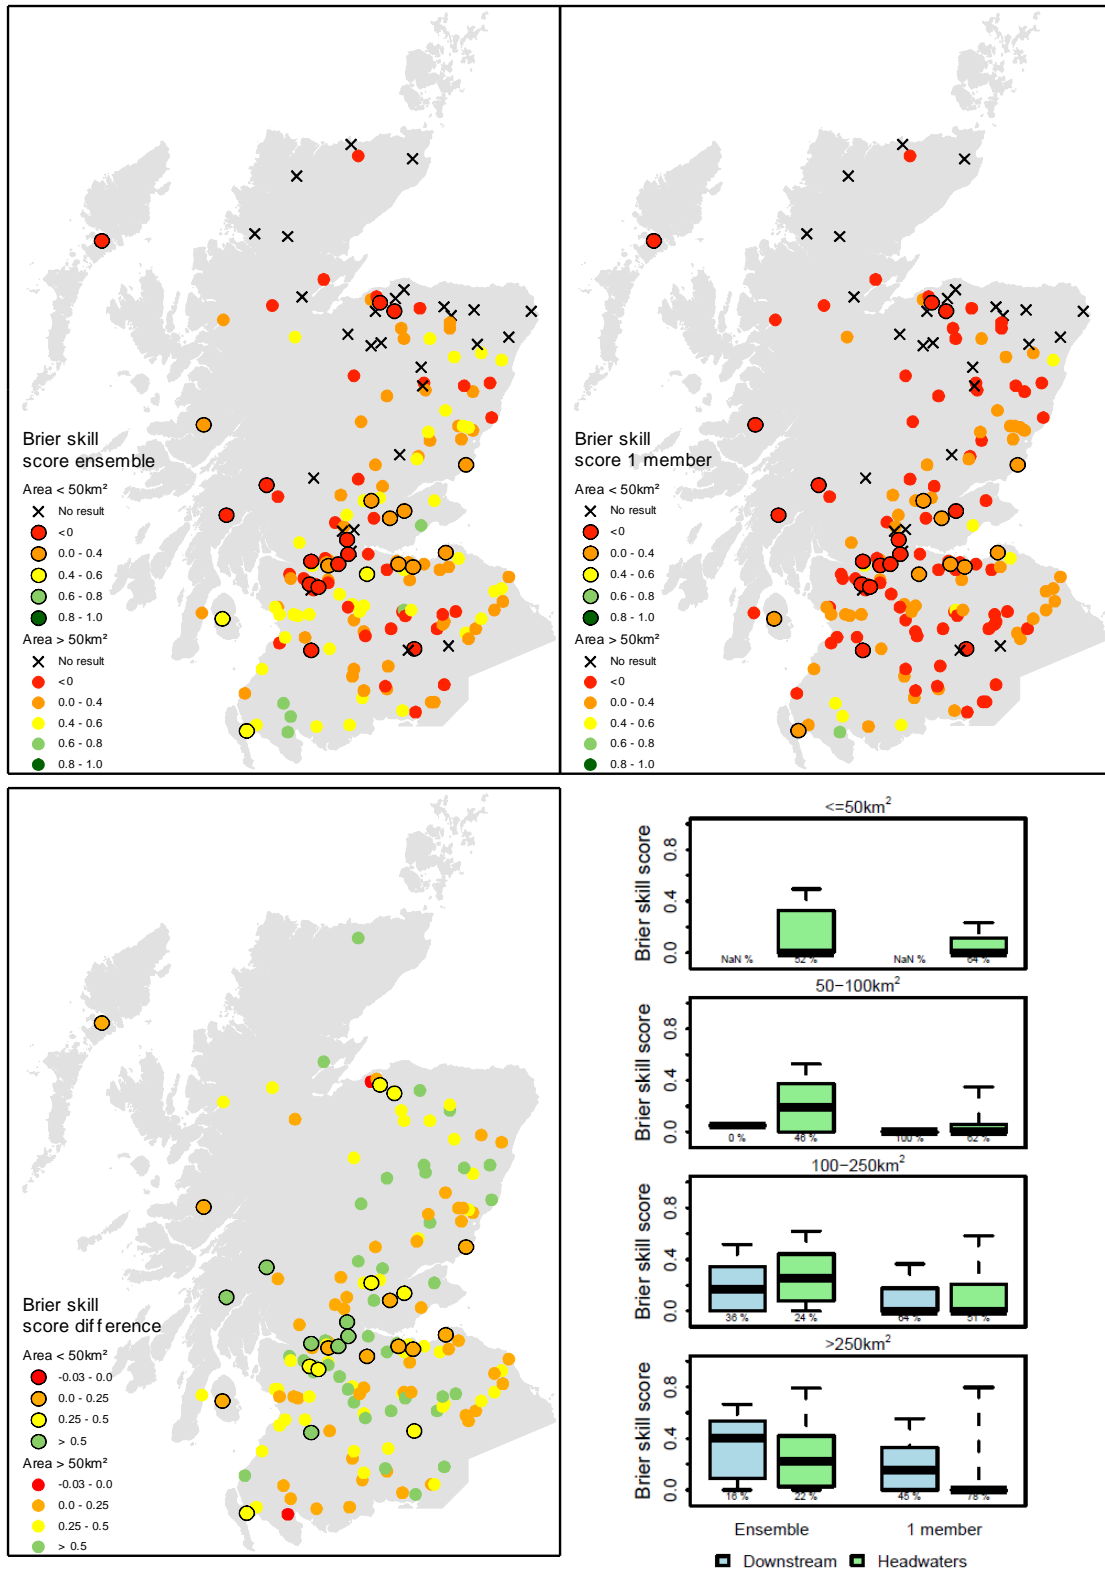 Brier skill
score ensemble
Area < 50km²
No result
<0
0.0 - 0.4
0.4 - 0.6
0.6 - 0.8
0.8 - 1.0
Area > 50km²
No result
<0
0.0 - 0.4
0.4 - 0.6
0.6 - 0.8
0.8 - 1.0
Brier skill
score 1 member
Area < 50km²
No result
<0
0.0 - 0.4
0.4 - 0.6
0.6 - 0.8
0.8 - 1.0
Area > 50km²
No result
<0
0.0 - 0.4
0.4 - 0.6
0.6 - 0.8
0.8 - 1.0
Brier skill
score difference
Area < 50km²
-0.03 - 0.0
0.0 - 0.25
0.25 - 0.5
> 0.5
Area > 50km²
-0.03 - 0.0
0.0 - 0.25
0.25 - 0.5
> 0.5
<=50km²
Brier skill score
0.8
0.4
0.0
NaN % 52 % NaN % 64 %
50−100km²
Brier skill score
0.8
0.4
0.0
0 % 46 % 100 % 62 %
100−250km²
Brier skill score
0.8
0.4
0.0
36 % 24 % 64 % 51 %
>250km²
Brier skill score
0.8
0.4
0.0
16 % 22 % 45 % 78 %
Ensemble 1 member
Downstream Headwaters